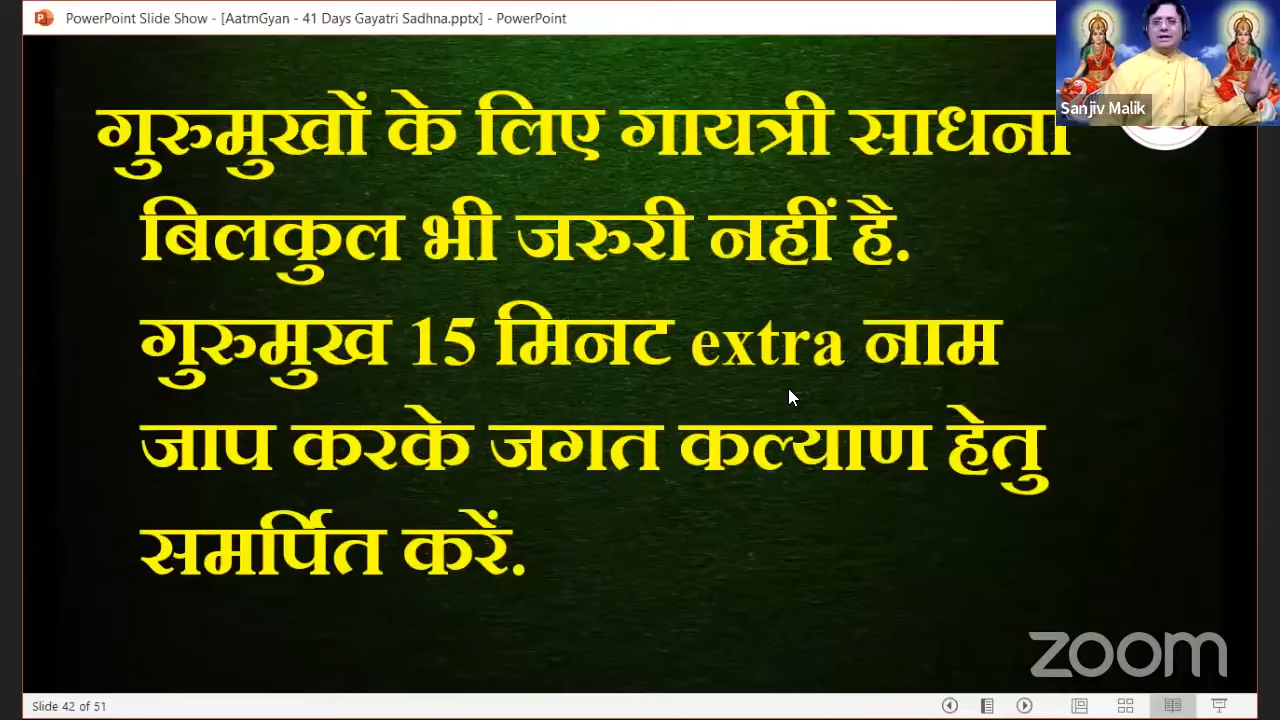 PowerPoint Slide Show - [AatmGyan - 41 Days Gayatri Sadhna.pptx] - PowerPoint
Sanjiv Malik
गुरुमुखों के लिए गायत्री साधना
बिलकुल भी जरुरी नहीं है.
गुरुमुख 15 मिनट extra नाम
जाप करके जगत कल्याण हेतु
समर्पित करें.
zoom
Slide 42 of 51